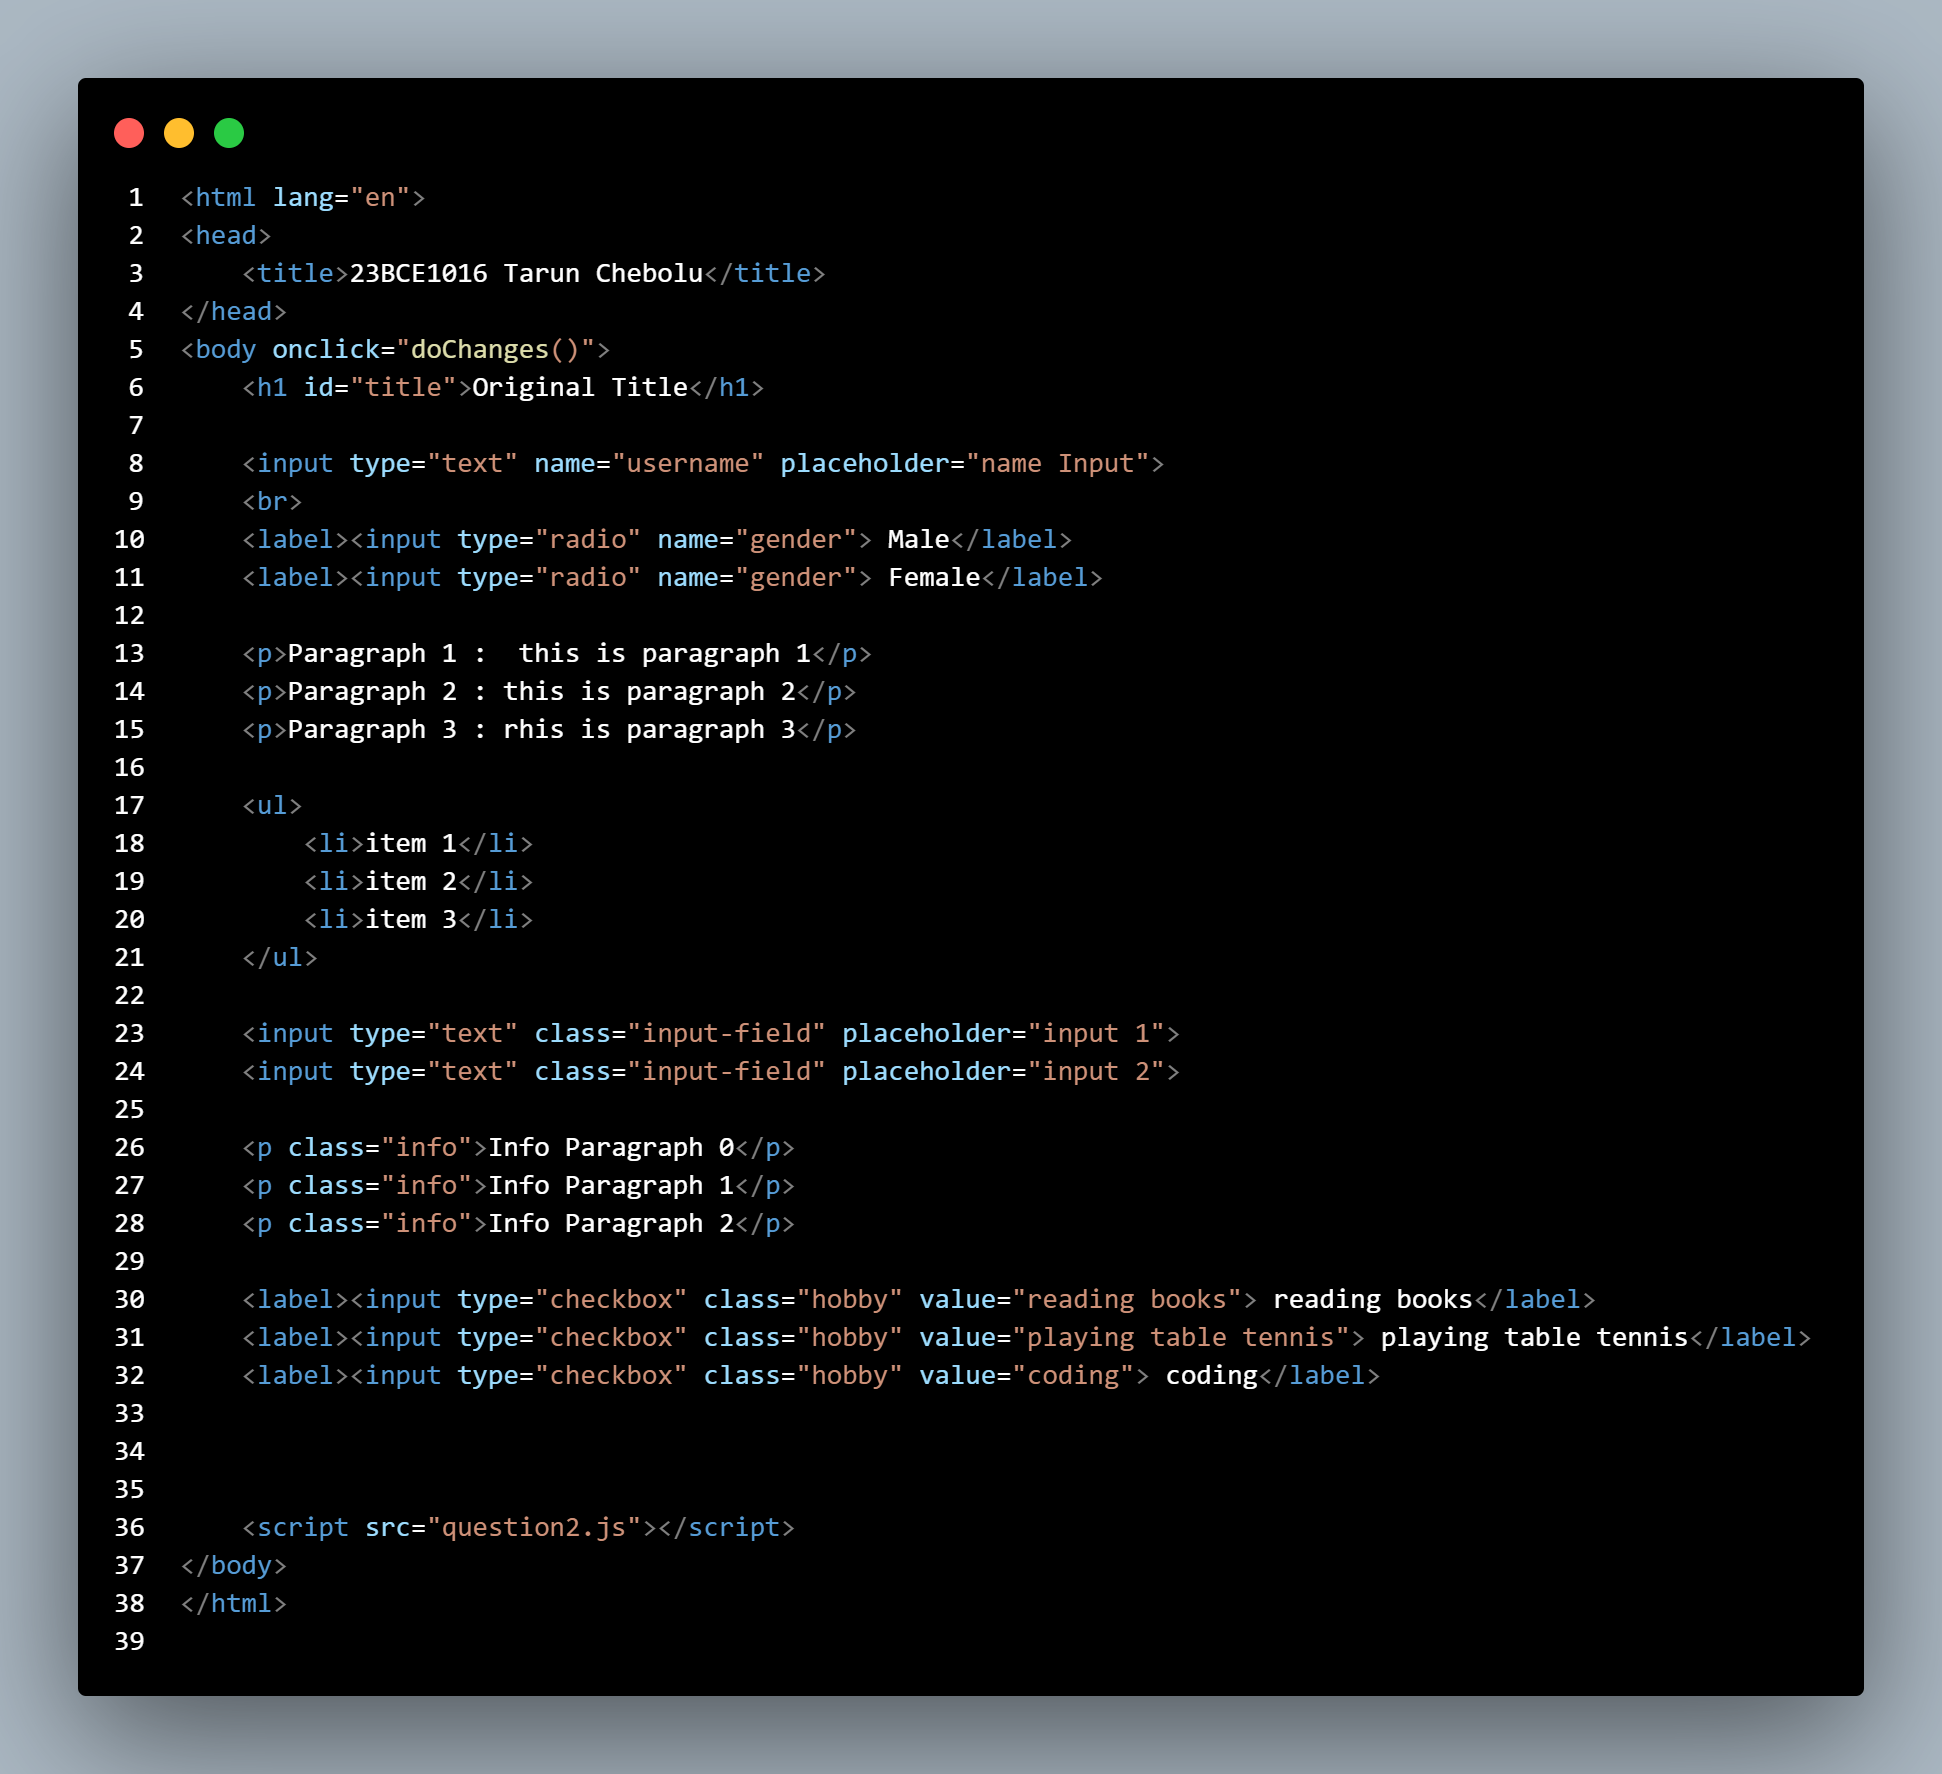 1 <html lang="en">
2 <head>
3     <title>23BCE1016 Tarun Chebolu</title>
4 </head>
5 <body onclick="doChanges()">
6     <h1 id="title">Original Title</h1>
7
8     <input type="text" name="username" placeholder="name Input">
9     <br>
10     <label><input type="radio" name="gender"> Male</label>
11     <label><input type="radio" name="gender"> Female</label>
12
13     <p>Paragraph 1 :  this is paragraph 1</p>
14     <p>Paragraph 2 : this is paragraph 2</p>
15     <p>Paragraph 3 : rhis is paragraph 3</p>
16
17     <ul>
18         <li>item 1</li>
19         <li>item 2</li>
20         <li>item 3</li>
21     </ul>
22
23     <input type="text" class="input-field" placeholder="input 1">
24     <input type="text" class="input-field" placeholder="input 2">
25
26     <p class="info">Info Paragraph 0</p>
27     <p class="info">Info Paragraph 1</p>
28     <p class="info">Info Paragraph 2</p>
29
30     <label><input type="checkbox" class="hobby" value="reading books"> reading books</label>
31     <label><input type="checkbox" class="hobby" value="playing table tennis"> playing table tennis</label>
32     <label><input type="checkbox" class="hobby" value="coding"> coding</label>
33
34
35
36     <script src="question2.js"></script>
37 </body>
38 </html>
39